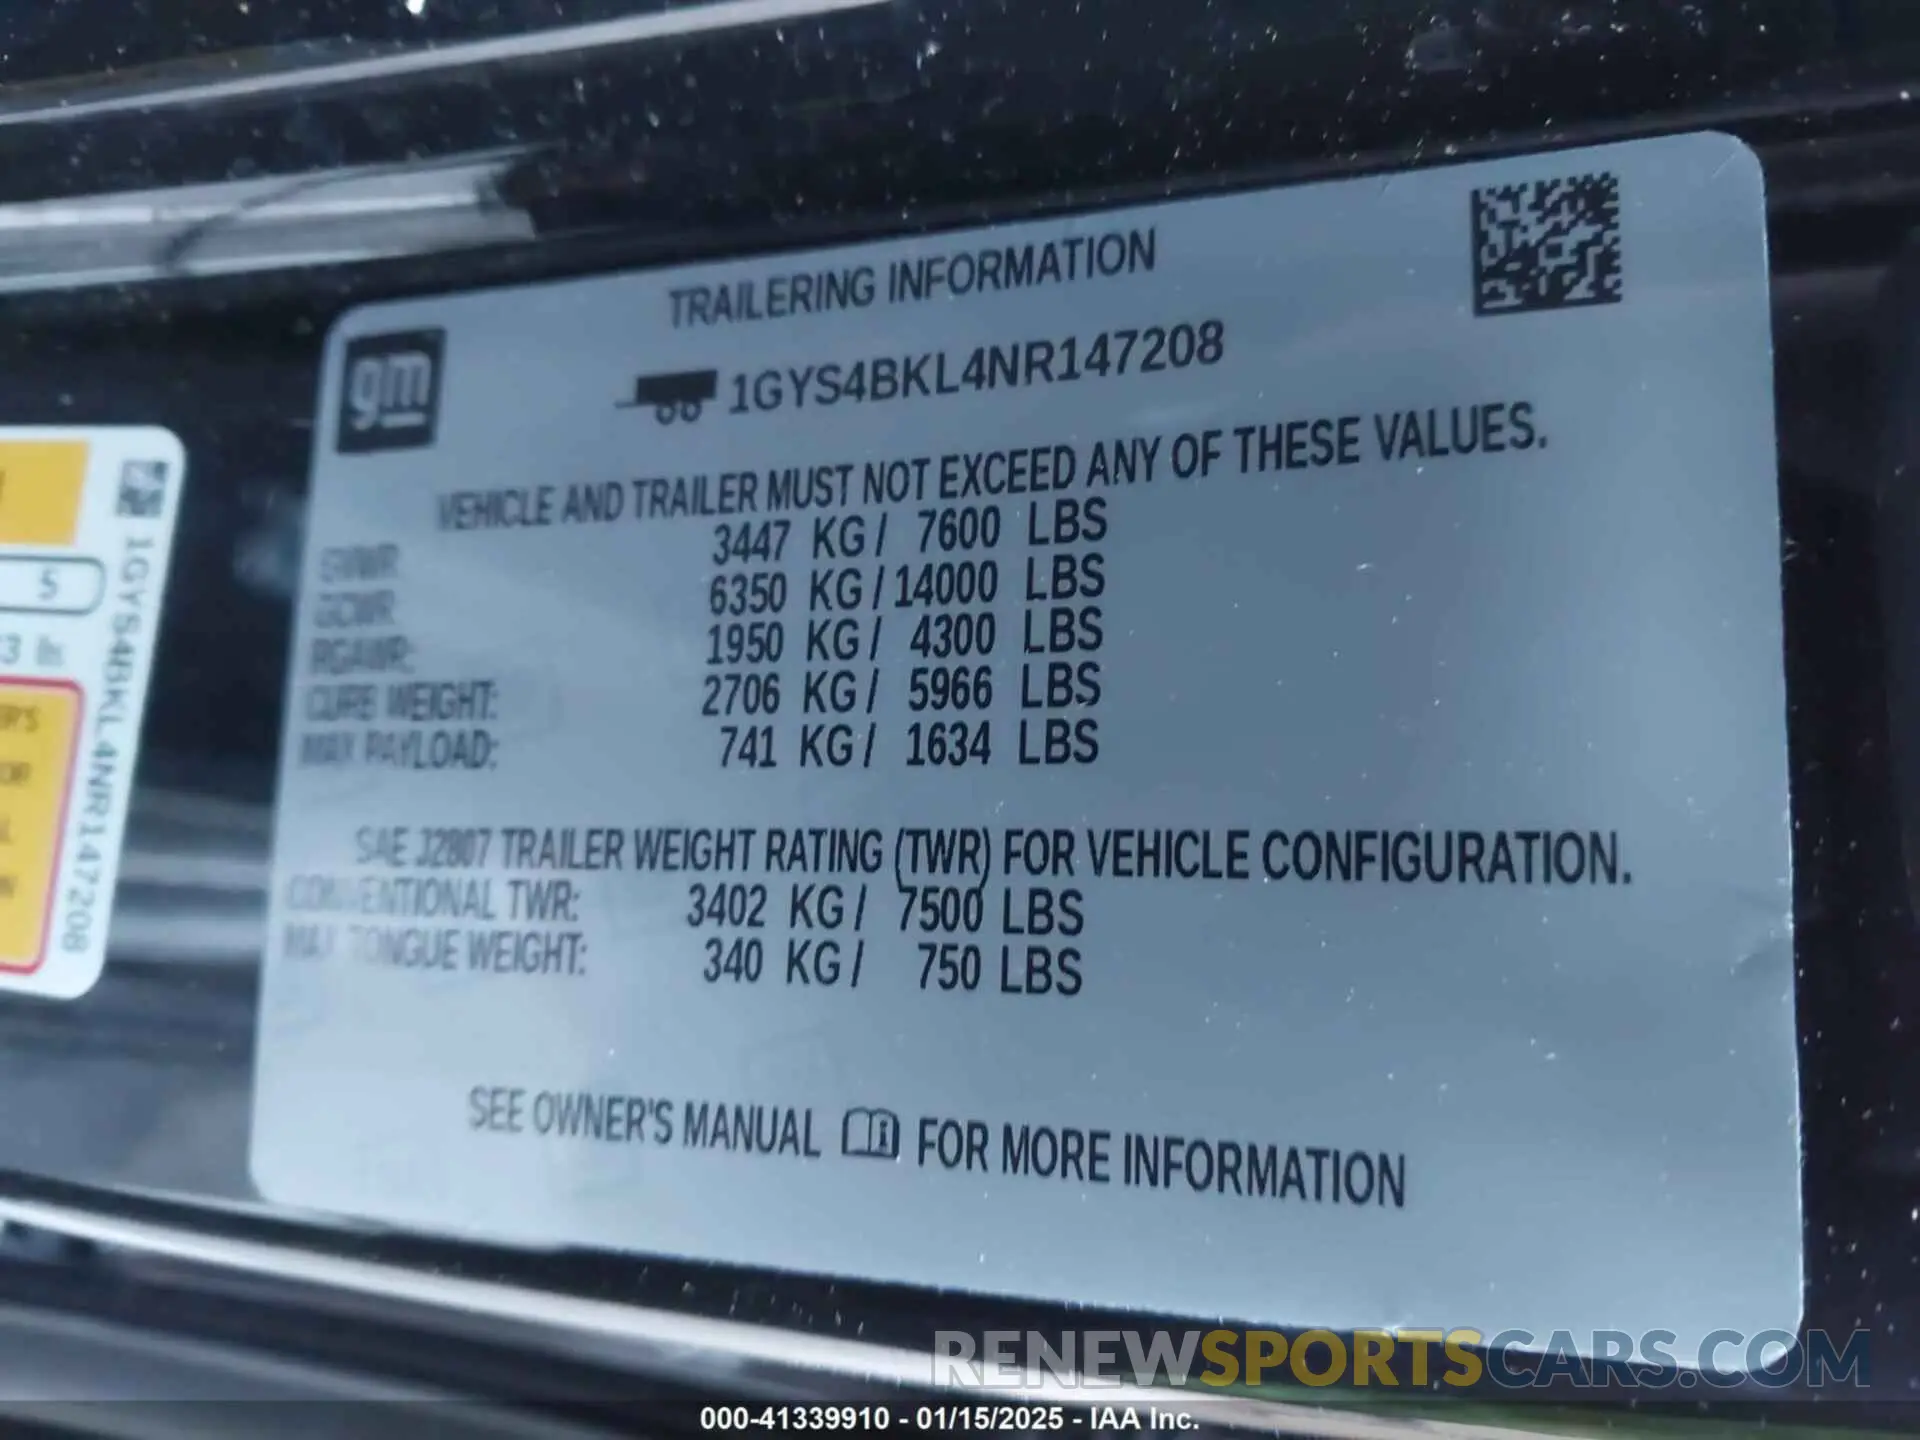 TRAILERING INFORMATION
gm
1GYS4BKL4NR147208
VEHICLE AND TRAILER MUST NOT EXCEED ANY OF THESE VALUES.
GVWR: 3447 KG / 7600 LBS
GCWR: 6350 KG / 14000 LBS
RGAWR: 1950 KG / 4300 LBS
CURB WEIGHT: 2706 KG / 5966 LBS
MAX PAYLOAD: 741 KG / 1634 LBS
SAE J2807 TRAILER WEIGHT RATING (TWR) FOR VEHICLE CONFIGURATION.
CONVENTIONAL TWR: 3402 KG / 7500 LBS
MAX TONGUE WEIGHT: 340 KG / 750 LBS
SEE OWNER'S MANUAL FOR MORE INFORMATION
5
1GYS4BKL4NR147208
RENEWSPORTSCARS.COM
000-41339910 - 01/15/2025 - IAA Inc.